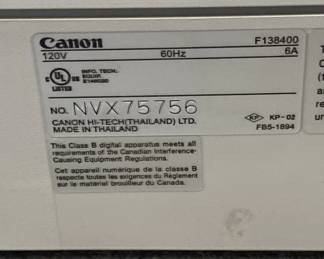 Canon F138400
120V 60Hz 6A
UL INFO. TECH.
EQUIP.
LISTED
NO. NVX75756
CANON HI-TECH(THAILAND) LTD. KP KP-02
MADE IN THAILAND FB5-1894
This Class B digital apparatus meets all
requirements of the Canadian Interference-
Causing Equipment Regulations.
Cet appareil numérique de la classe B
respecte toutes les exigences du Règlement
sur le matériel brouilleur du Canada.